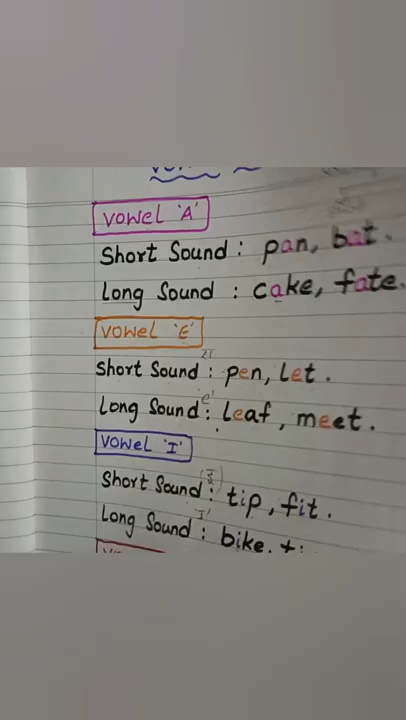 vowel 'A'
Short Sound : pan, bat.
Long Sound : cake, fate.
vowel 'E'
Short Sound : pen, Let.
Long Sound : leaf, meet.
vowel 'I'
Short Sound : tip, fit.
Long Sound : bike,